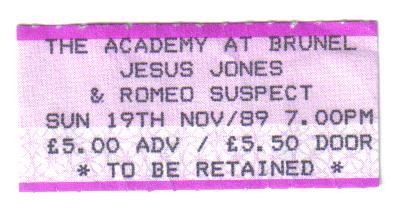 THE ACADEMY AT BRUNEL
JESUS JONES
& ROMEO SUSPECT
SUN 19TH NOV/89 7.00PM
£5.00 ADV / £5.50 DOOR
* TO BE RETAINED *